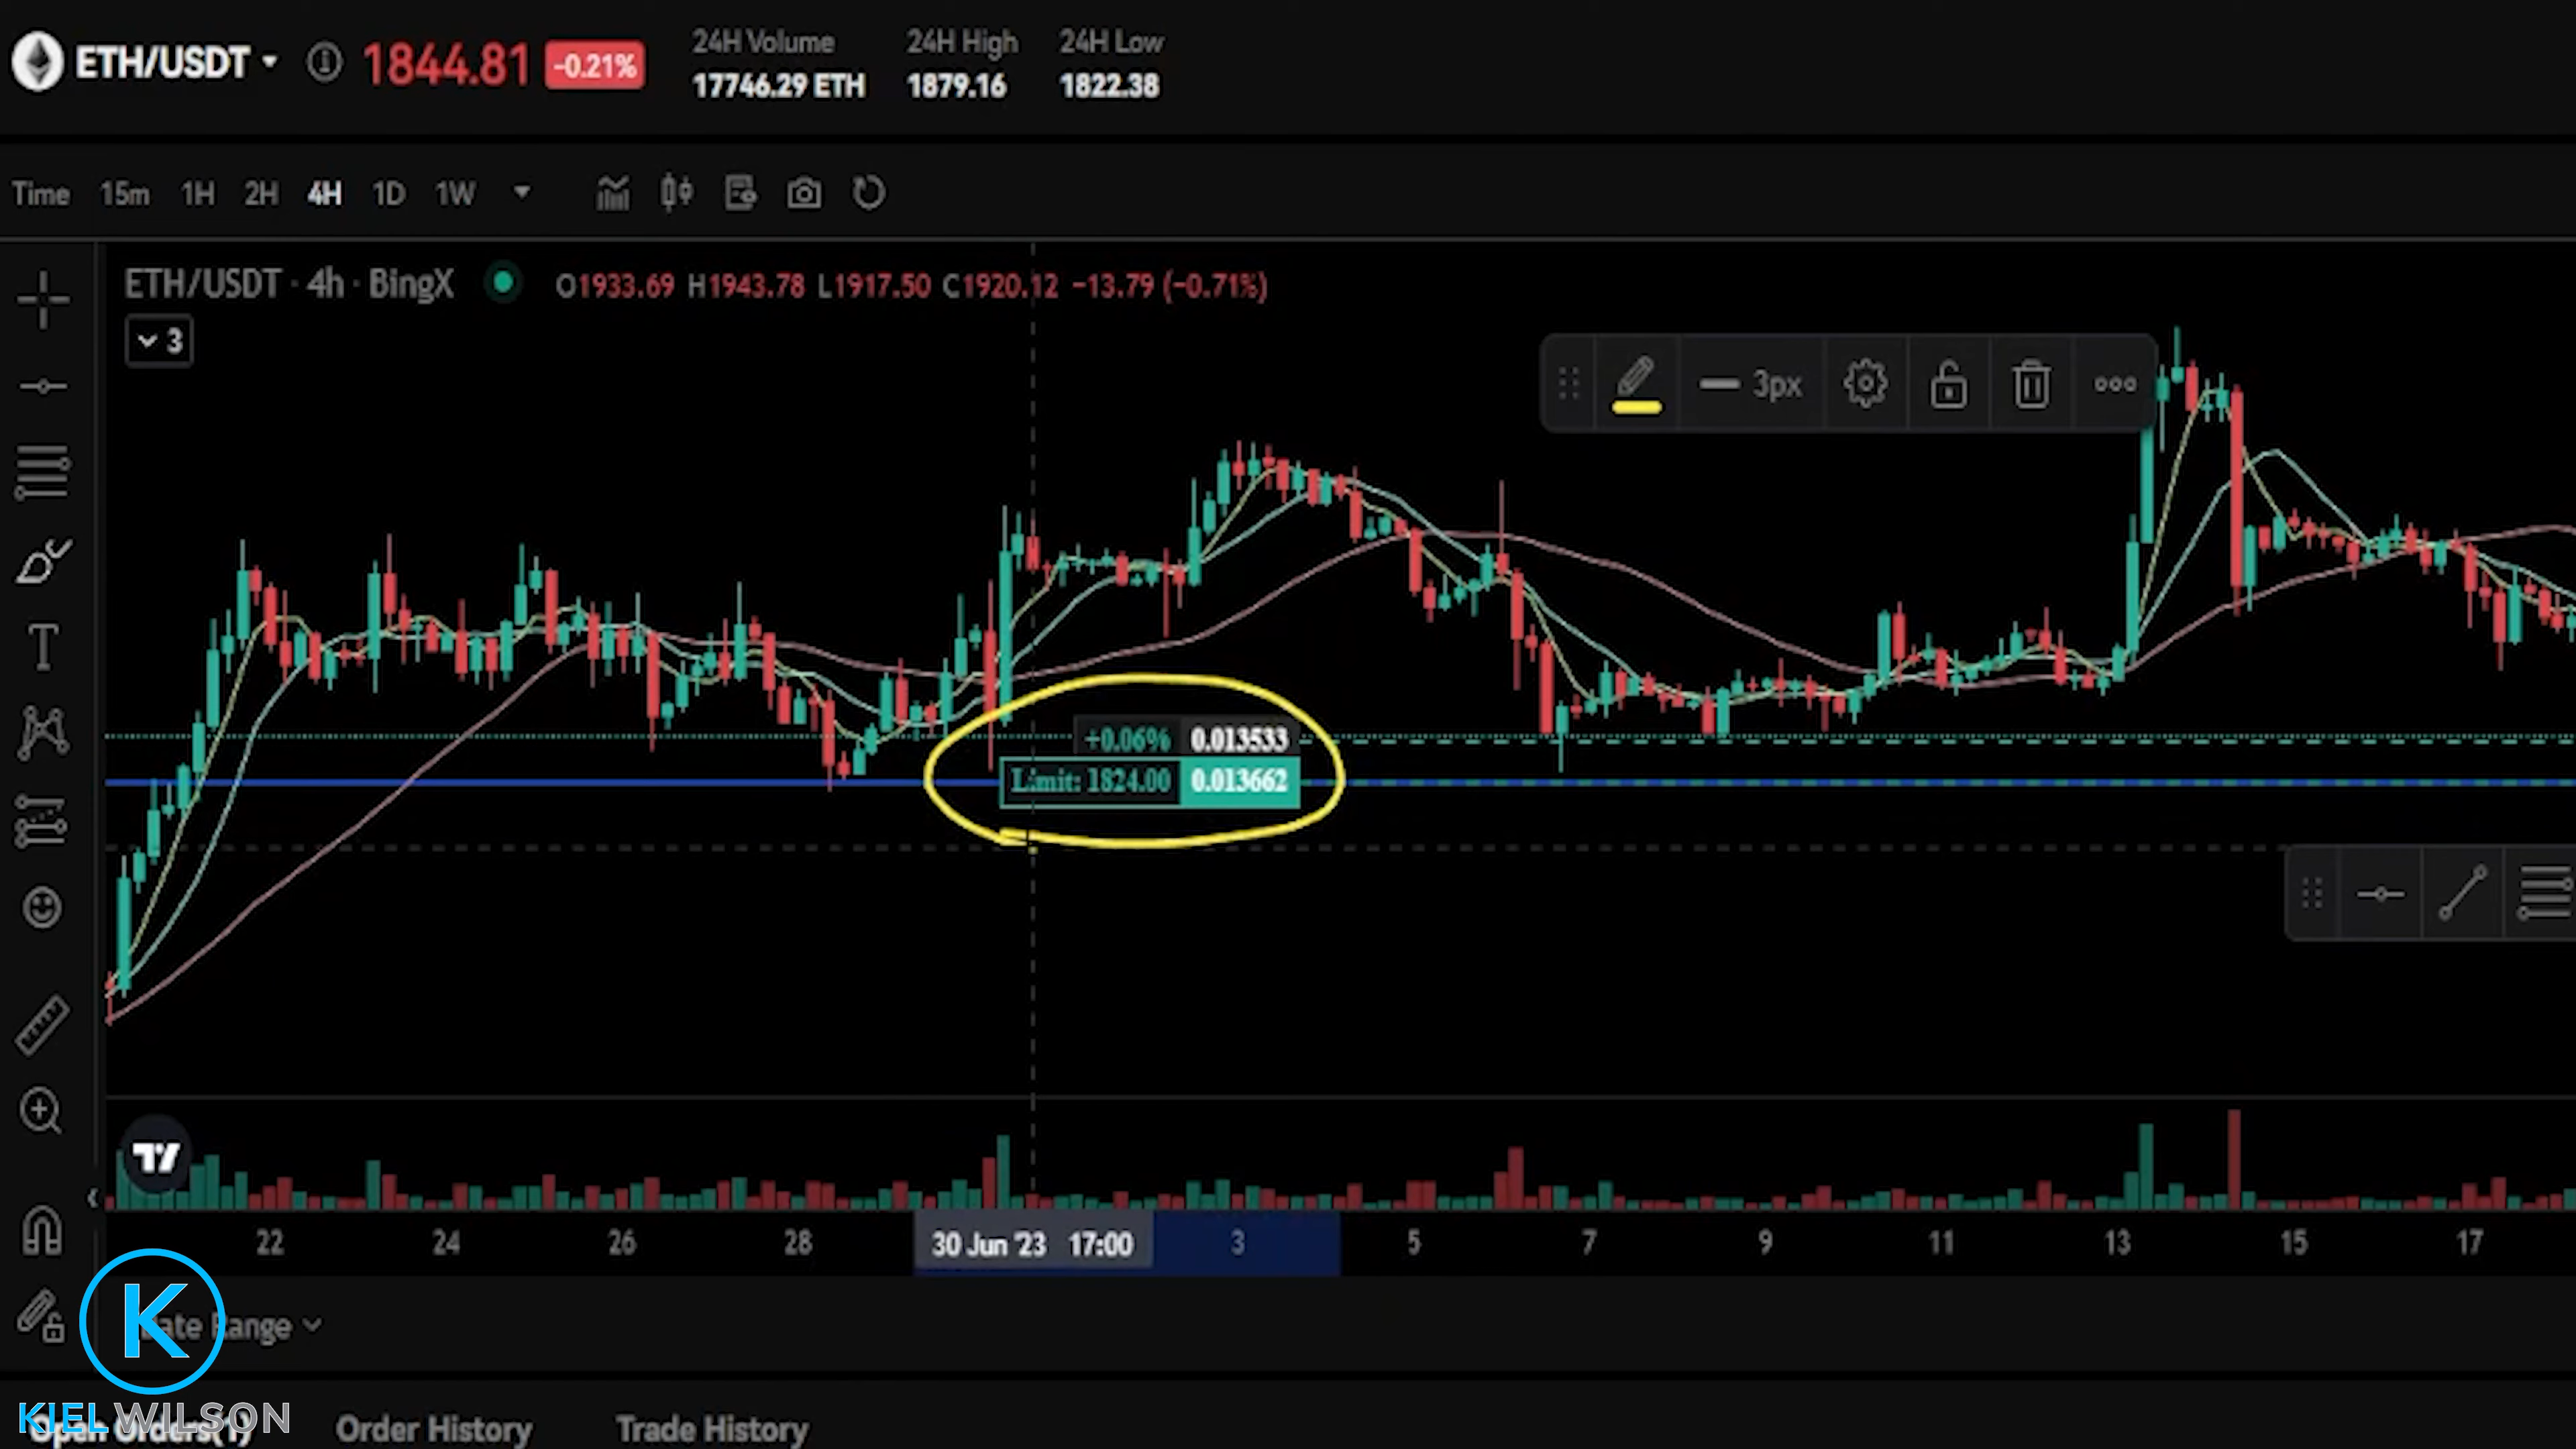 ETH/USDT 1844.81 -0.21%
24H Volume 24H High 24H Low
17746.29 ETH 1879.16 1822.38
Time 15m 1H 2H 4H 1D 1W
ETH/USDT · 4h · BingX O1933.69 H1943.78 L1917.50 C1920.12 −13.79 (−0.71%)
3
3px
+0.06% 0.013533
Limit: 1824.00 0.013662
22 24 26 28 30 Jun '23 17:00 3 5 7 9 11 13 15 17
K Date Range
KIEL WILSON
Open Orders(1) Order History Trade History